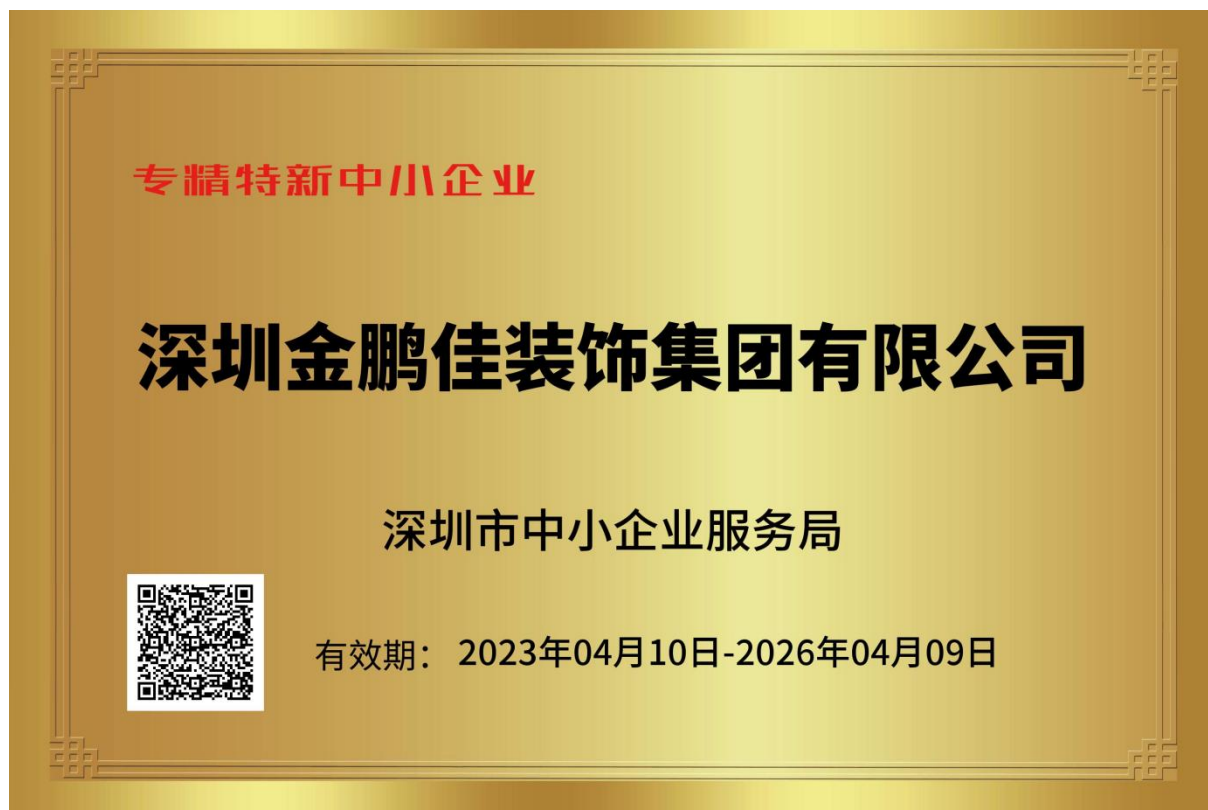 专精特新中小企业
深圳金鹏佳装饰集团有限公司
深圳市中小企业服务局
有效期： 2023年04月10日-2026年04月09日